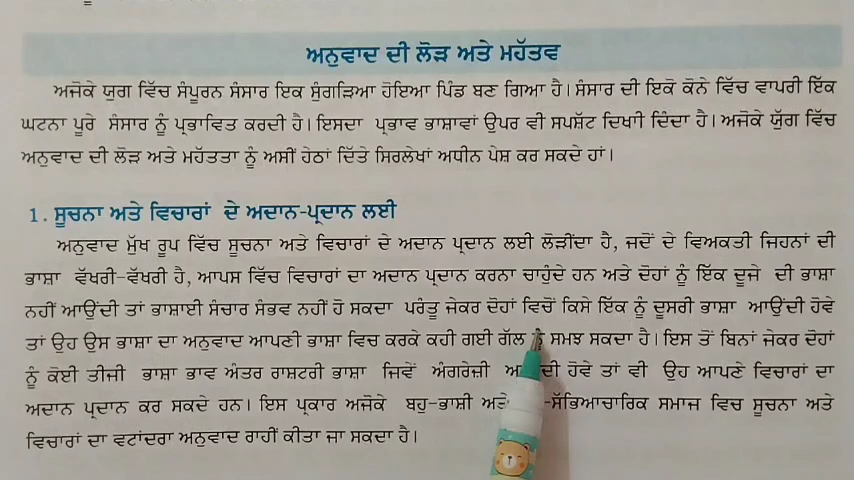 ਅਨੁਵਾਦ ਦੀ ਲੋੜ ਅਤੇ ਮਹੱਤਵ
ਅਜੋਕੇ ਯੁਗ ਵਿੱਚ ਸੰਪੂਰਨ ਸੰਸਾਰ ਇਕ ਸੁੰਗੜਿਆ ਹੋਇਆ ਪਿੰਡ ਬਣ ਗਿਆ ਹੈ। ਸੰਸਾਰ ਦੀ ਇਕੋ ਕੋਨੇ ਵਿੱਚ ਵਾਪਰੀ ਇੱਕ
ਘਟਨਾ ਪੂਰੇ ਸੰਸਾਰ ਨੂੰ ਪ੍ਰਭਾਵਿਤ ਕਰਦੀ ਹੈ। ਇਸਦਾ ਪ੍ਰਭਾਵ ਭਾਸ਼ਾਵਾਂ ਉਪਰ ਵੀ ਸਪਸ਼ੱਟ ਦਿਖਾੀ ਦਿੰਦਾ ਹੈ। ਅਜੋਕੇ ਯੁੱਗ ਵਿੱਚ
ਅਨੁਵਾਦ ਦੀ ਲੋੜ ਅਤੇ ਮਹੱਤਤਾ ਨੂੰ ਅਸੀਂ ਹੇਠਾਂ ਦਿੱਤੇ ਸਿਰਲੇਖਾਂ ਅਧੀਨ ਪੇਸ਼ ਕਰ ਸਕਦੇ ਹਾਂ।
1. ਸੂਚਨਾ ਅਤੇ ਵਿਚਾਰਾਂ ਦੇ ਅਦਾਨ-ਪ੍ਰਦਾਨ ਲਈ
ਅਨੁਵਾਦ ਮੁੱਖ ਰੂਪ ਵਿੱਚ ਸੂਚਨਾ ਅਤੇ ਵਿਚਾਰਾਂ ਦੇ ਅਦਾਨ ਪ੍ਰਦਾਨ ਲਈ ਲੋੜੀਂਦਾ ਹੈ, ਜਦੋਂ ਦੇ ਵਿਅਕਤੀ ਜਿਹਨਾਂ ਦੀ
ਭਾਸ਼ਾ ਵੱਖਰੀ-ਵੱਖਰੀ ਹੈ, ਆਪਸ ਵਿੱਚ ਵਿਚਾਰਾਂ ਦਾ ਅਦਾਨ ਪ੍ਰਦਾਨ ਕਰਨਾ ਚਾਹੁੰਦੇ ਹਨ ਅਤੇ ਦੋਹਾਂ ਨੂੰ ਇੱਕ ਦੂਜੇ ਦੀ ਭਾਸ਼ਾ
ਨਹੀਂ ਆਉਂਦੀ ਤਾਂ ਭਾਸ਼ਾਈ ਸੰਚਾਰ ਸੰਭਵ ਨਹੀਂ ਹੋ ਸਕਦਾ ਪਰੰਤੂ ਜੇਕਰ ਦੋਹਾਂ ਵਿਚੋਂ ਕਿਸੇ ਇੱਕ ਨੂੰ ਦੂਸਰੀ ਭਾਸ਼ਾ ਆਉਂਦੀ ਹੋਵੇ
ਤਾਂ ਉਹ ਉਸ ਭਾਸ਼ਾ ਦਾ ਅਨੁਵਾਦ ਆਪਣੀ ਭਾਸ਼ਾ ਵਿਚ ਕਰਕੇ ਕਹੀ ਗਈ ਗੱਲ ਨੂੰ ਸਮਝ ਸਕਦਾ ਹੈ। ਇਸ ਤੋਂ ਬਿਨਾਂ ਜੇਕਰ ਦੋਹਾਂ
ਨੂੰ ਕੋਈ ਤੀਜੀ ਭਾਸ਼ਾ ਭਾਵ ਅੰਤਰ ਰਾਸ਼ਟਰੀ ਭਾਸ਼ਾ ਜਿਵੇਂ ਅੰਗਰੇਜ਼ੀ ਹੋਵੇ ਤਾਂ ਵੀ ਉਹ ਆਪਣੇ ਵਿਚਾਰਾਂ ਦਾ
ਅਦਾਨ ਪ੍ਰਦਾਨ ਕਰ ਸਕਦੇ ਹਨ। ਇਸ ਪ੍ਰਕਾਰ ਅਜੋਕੇ ਬਹੁ-ਭਾਸ਼ੀ ਅਤੇ -ਸੱਭਿਆਚਾਰਿਕ ਸਮਾਜ ਵਿਚ ਸੂਚਨਾ ਅਤੇ
ਵਿਚਾਰਾਂ ਦਾ ਵਟਾਂਦਰਾ ਅਨੁਵਾਦ ਰਾਹੀਂ ਕੀਤਾ ਜਾ ਸਕਦਾ ਹੈ।